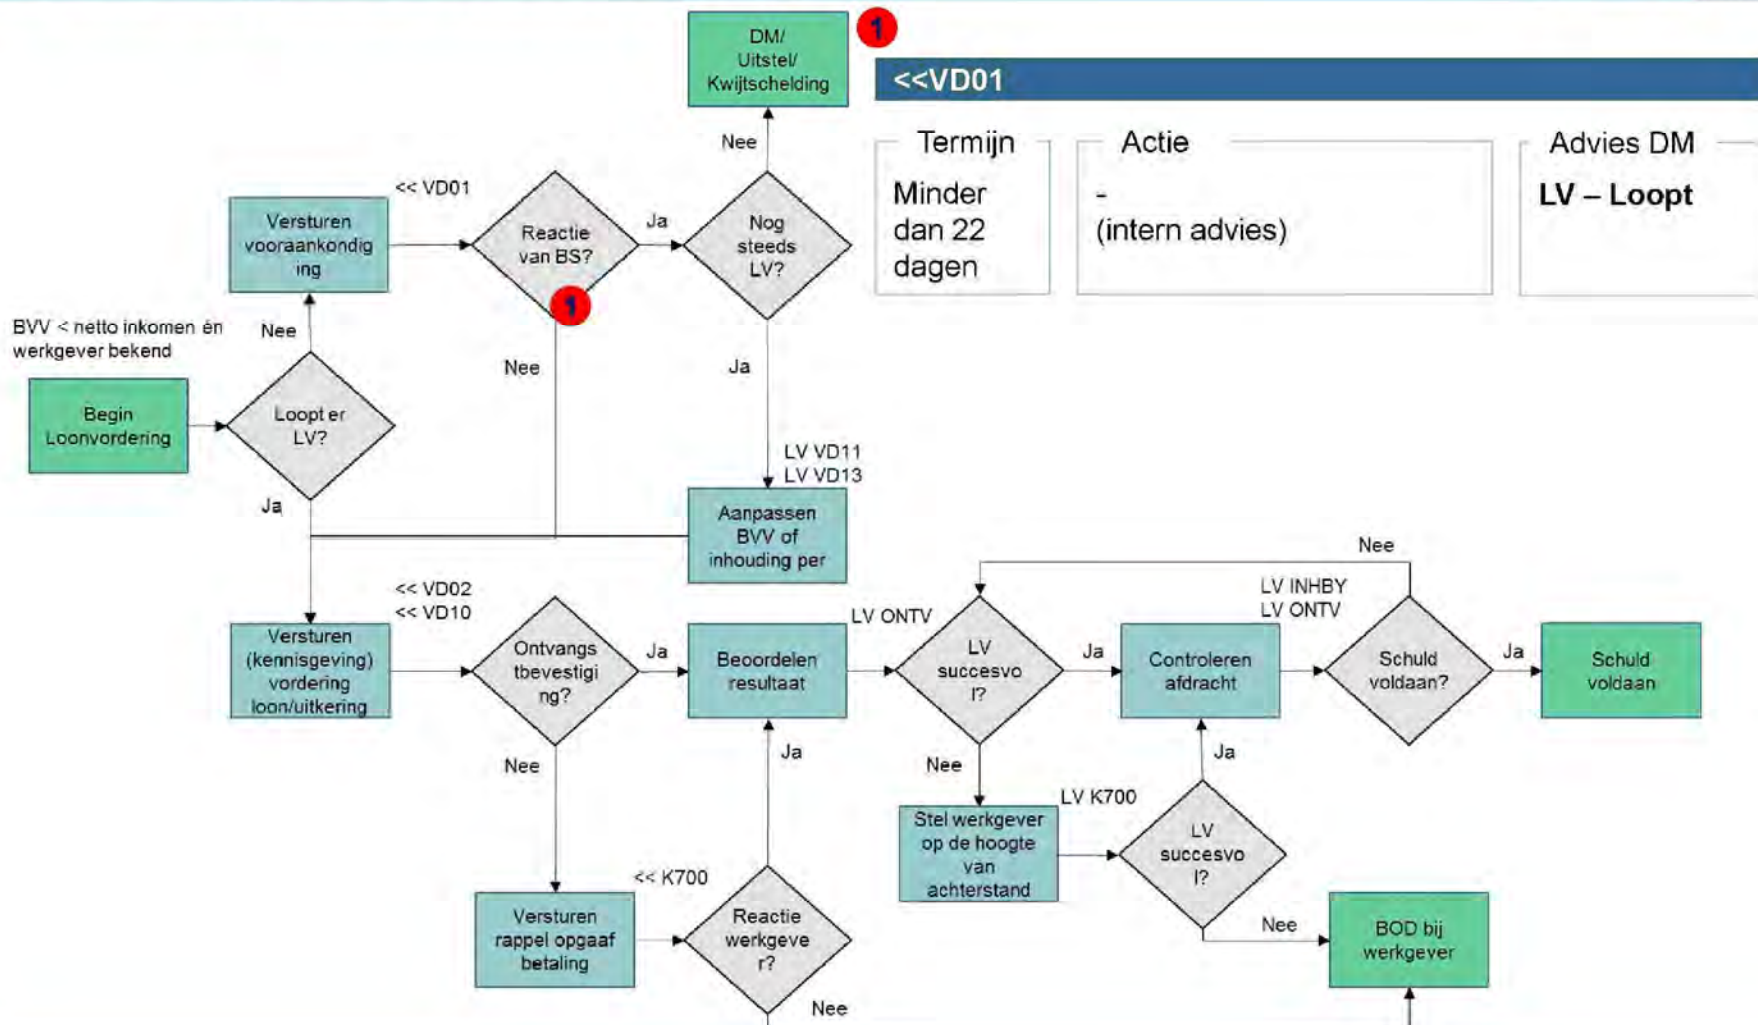 DM/
Uitstel/
Kwijtschelding
1
<<VD01
Termijn
Minder
dan 22
dagen
Actie
-
(intern advies)
Advies DM
LV – Loopt
Nee
<< VD01
Versturen
vooraankondig
ing
Reactie
van BS?
1
Ja
Nog
steeds
LV?
BVV < netto inkomen én
werkgever bekend
Nee
Nee
Ja
Begin
Loonvordering
Loopt er
LV?
Ja
LV VD11
LV VD13
Aanpassen
BVV of
inhouding per
<< VD02
<< VD10
Versturen
(kennisgeving)
vordering
loon/uitkering
Ontvangs
tbevestigi
ng?
Ja
Beoordelen
resultaat
LV ONTV
LV
succesvo
l?
Ja
Controleren
afdracht
Nee
LV INHBY
LV ONTV
Schuld
voldaan?
Ja
Schuld
voldaan
Nee
Ja
Nee
Ja
<< K700
Versturen
rappel opgaaf
betaling
Reactie
werkgeve
r?
Nee
Stel werkgever
op de hoogte
van
achterstand
LV K700
LV
succesvo
l?
Nee
BOD bij
werkgever